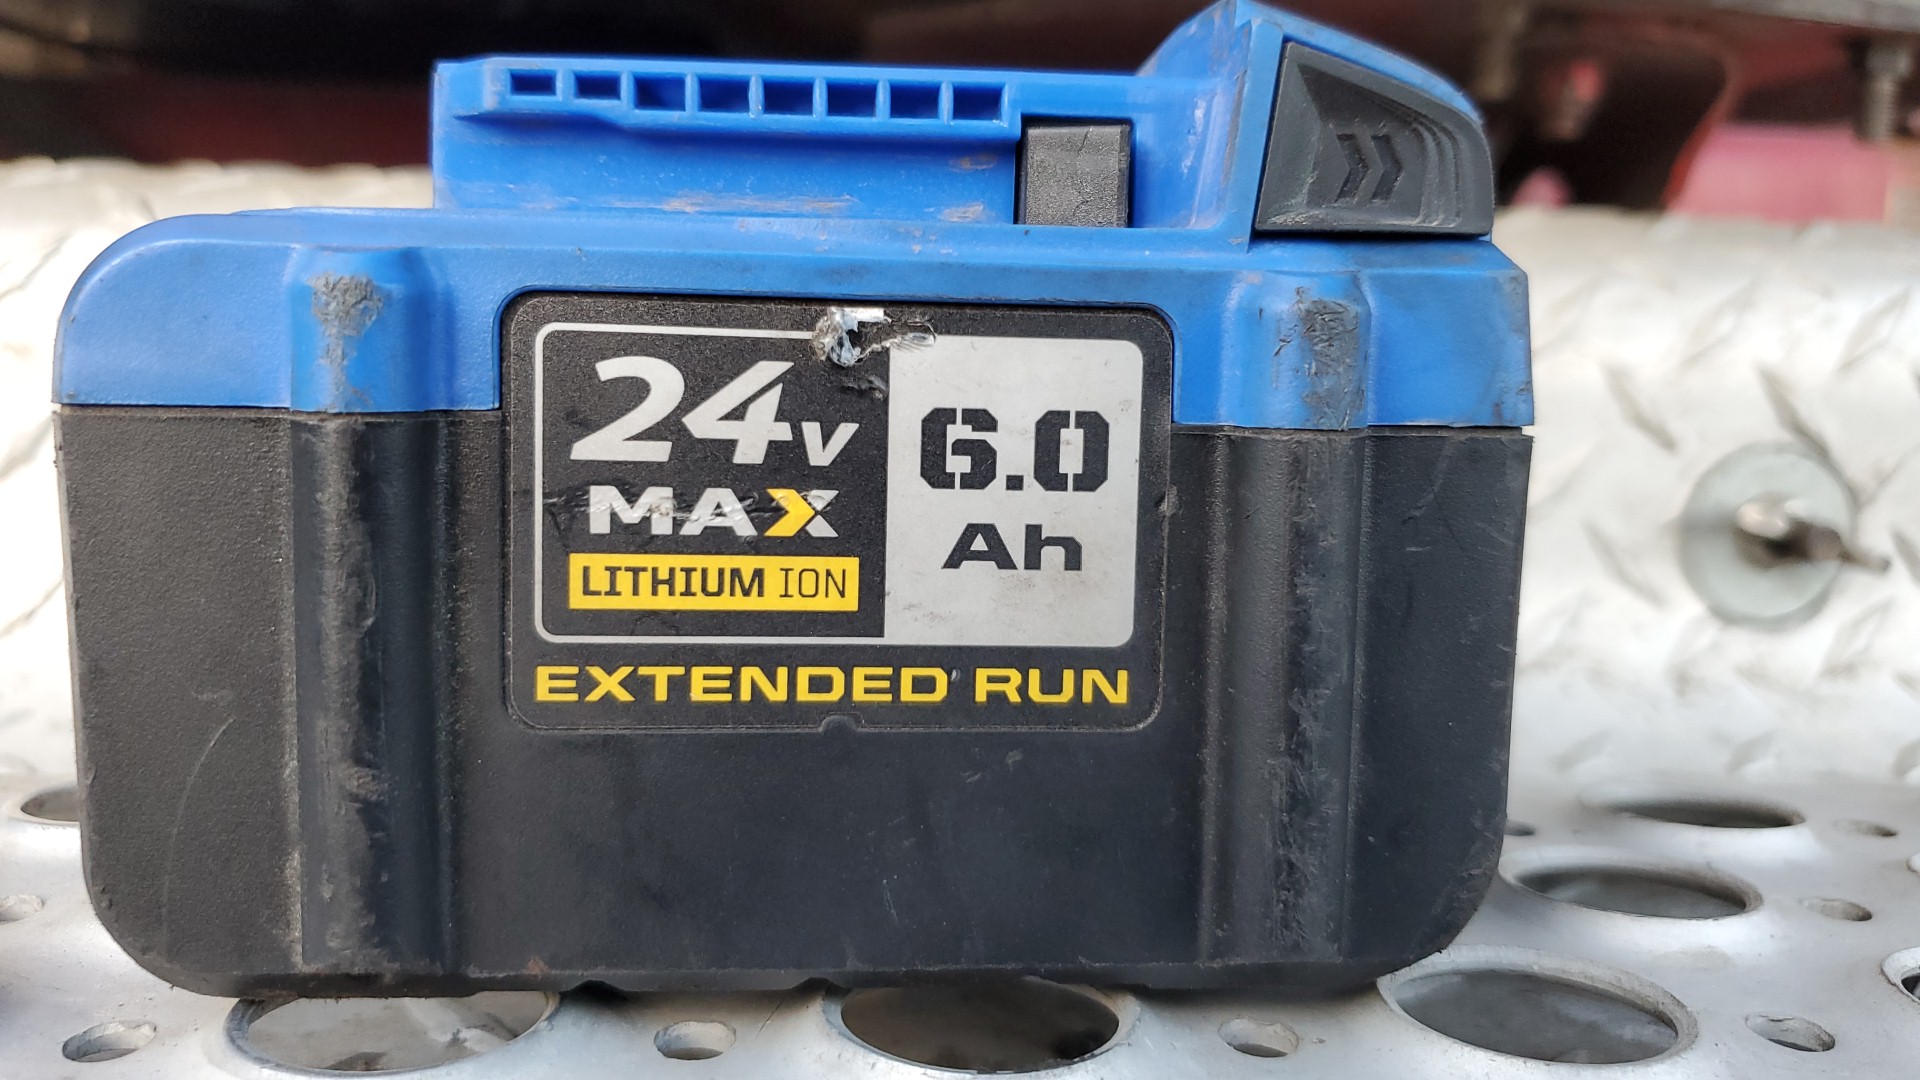 24v
MAX
LITHIUM ION
6.0
Ah
EXTENDED RUN